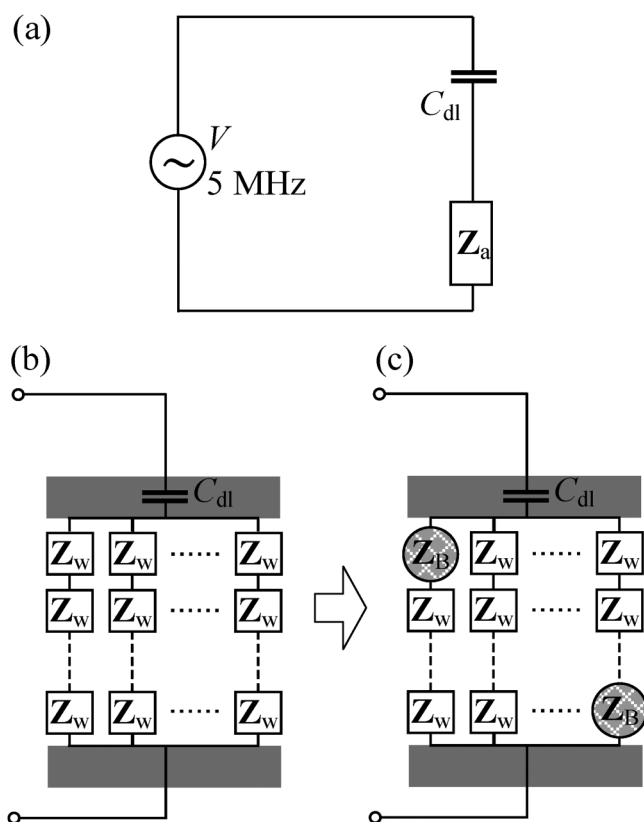 (a)
C_dl
V
5 MHz
Z_a
(b) (c)
C_dl C_dl
Z_w Z_w ...... Z_w Z_B Z_w ...... Z_w
Z_w Z_w ...... Z_w Z_w Z_w ...... Z_w
Z_w Z_w ...... Z_w Z_w Z_w ...... Z_B